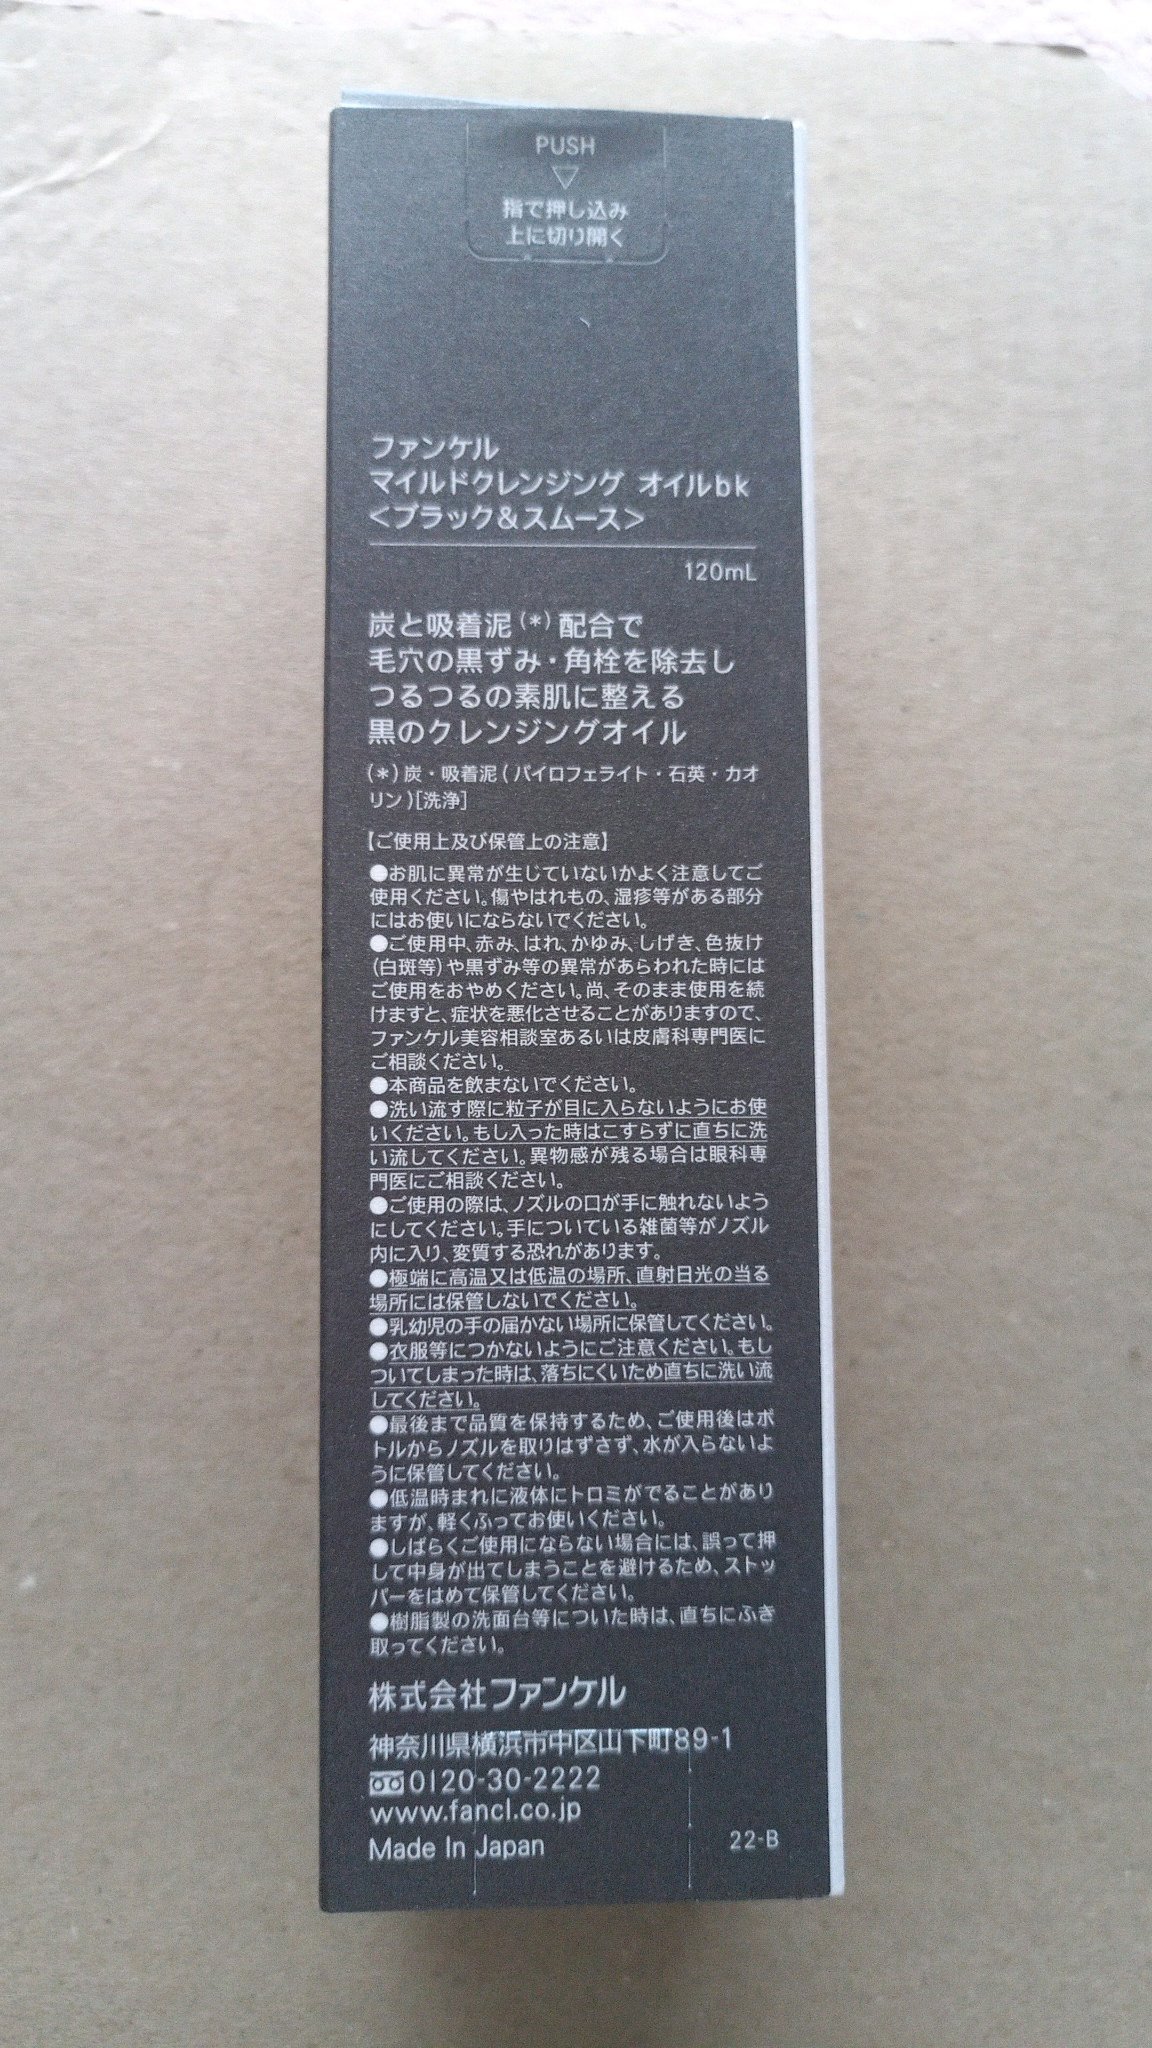 PUSH
指で押し込み
上に切り開く
ファンケル
マイルドクレンジング オイルbk
＜ブラック＆スムース＞
120mL
炭と吸着泥(*)配合で
毛穴の黒ずみ・角栓を除去し
つるつるの素肌に整える
黒のクレンジングオイル
(*)炭・吸着泥(パイロフェライト・石英・カオ
リン)[洗浄]
【ご使用上及び保管上の注意】
●お肌に異常が生じていないかよく注意してご
使用ください。傷やはれもの、湿疹等がある部分
にはお使いにならないでください。
●ご使用中、赤み、はれ、かゆみ、しげき、色抜け
(白斑等)や黒ずみ等の異常があらわれた時には
ご使用をおやめください。尚、そのまま使用を続
けますと、症状を悪化させることがありますので、
ファンケル美容相談室あるいは皮膚科専門医に
ご相談ください。
●本商品を飲まないでください。
●洗い流す際に粒子が目に入らないようにお使
いください。もし入った時はこすらずに直ちに洗
い流してください。異物感が残る場合は眼科専
門医にご相談ください。
●ご使用の際は、ノズルの口が手に触れないよう
にしてください。手についている雑菌等がノズル
内に入り、変質する恐れがあります。
●極端に高温又は低温の場所、直射日光の当る
場所には保管しないでください。
●乳幼児の手の届かない場所に保管してください。
●衣服等につかないようにご注意ください。もし
ついてしまった時は、落ちにくいため直ちに洗い流
してください。
●最後まで品質を保持するため、ご使用後はボ
トルからノズルを取りはずさず、水が入らないよ
うに保管してください。
●低温時まれに液体にトロミがでることがあり
ますが、軽くふってお使いください。
●しばらくご使用にならない場合には、誤って押
して中身が出てしまうことを避けるため、ストッ
パーをはめて保管してください。
●樹脂製の洗面台等についた時は、直ちにふき
取ってください。
株式会社ファンケル
神奈川県横浜市中区山下町89-1
0120-30-2222
www.fancl.co.jp
Made In Japan
22-B